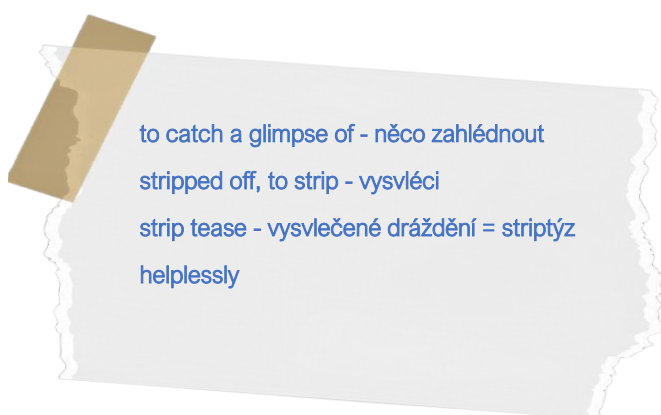 to catch a glimpse of - něco zahlédnout
stripped off, to strip - vysvléci
strip tease - vysvlečené dráždění = striptýz
helplessly